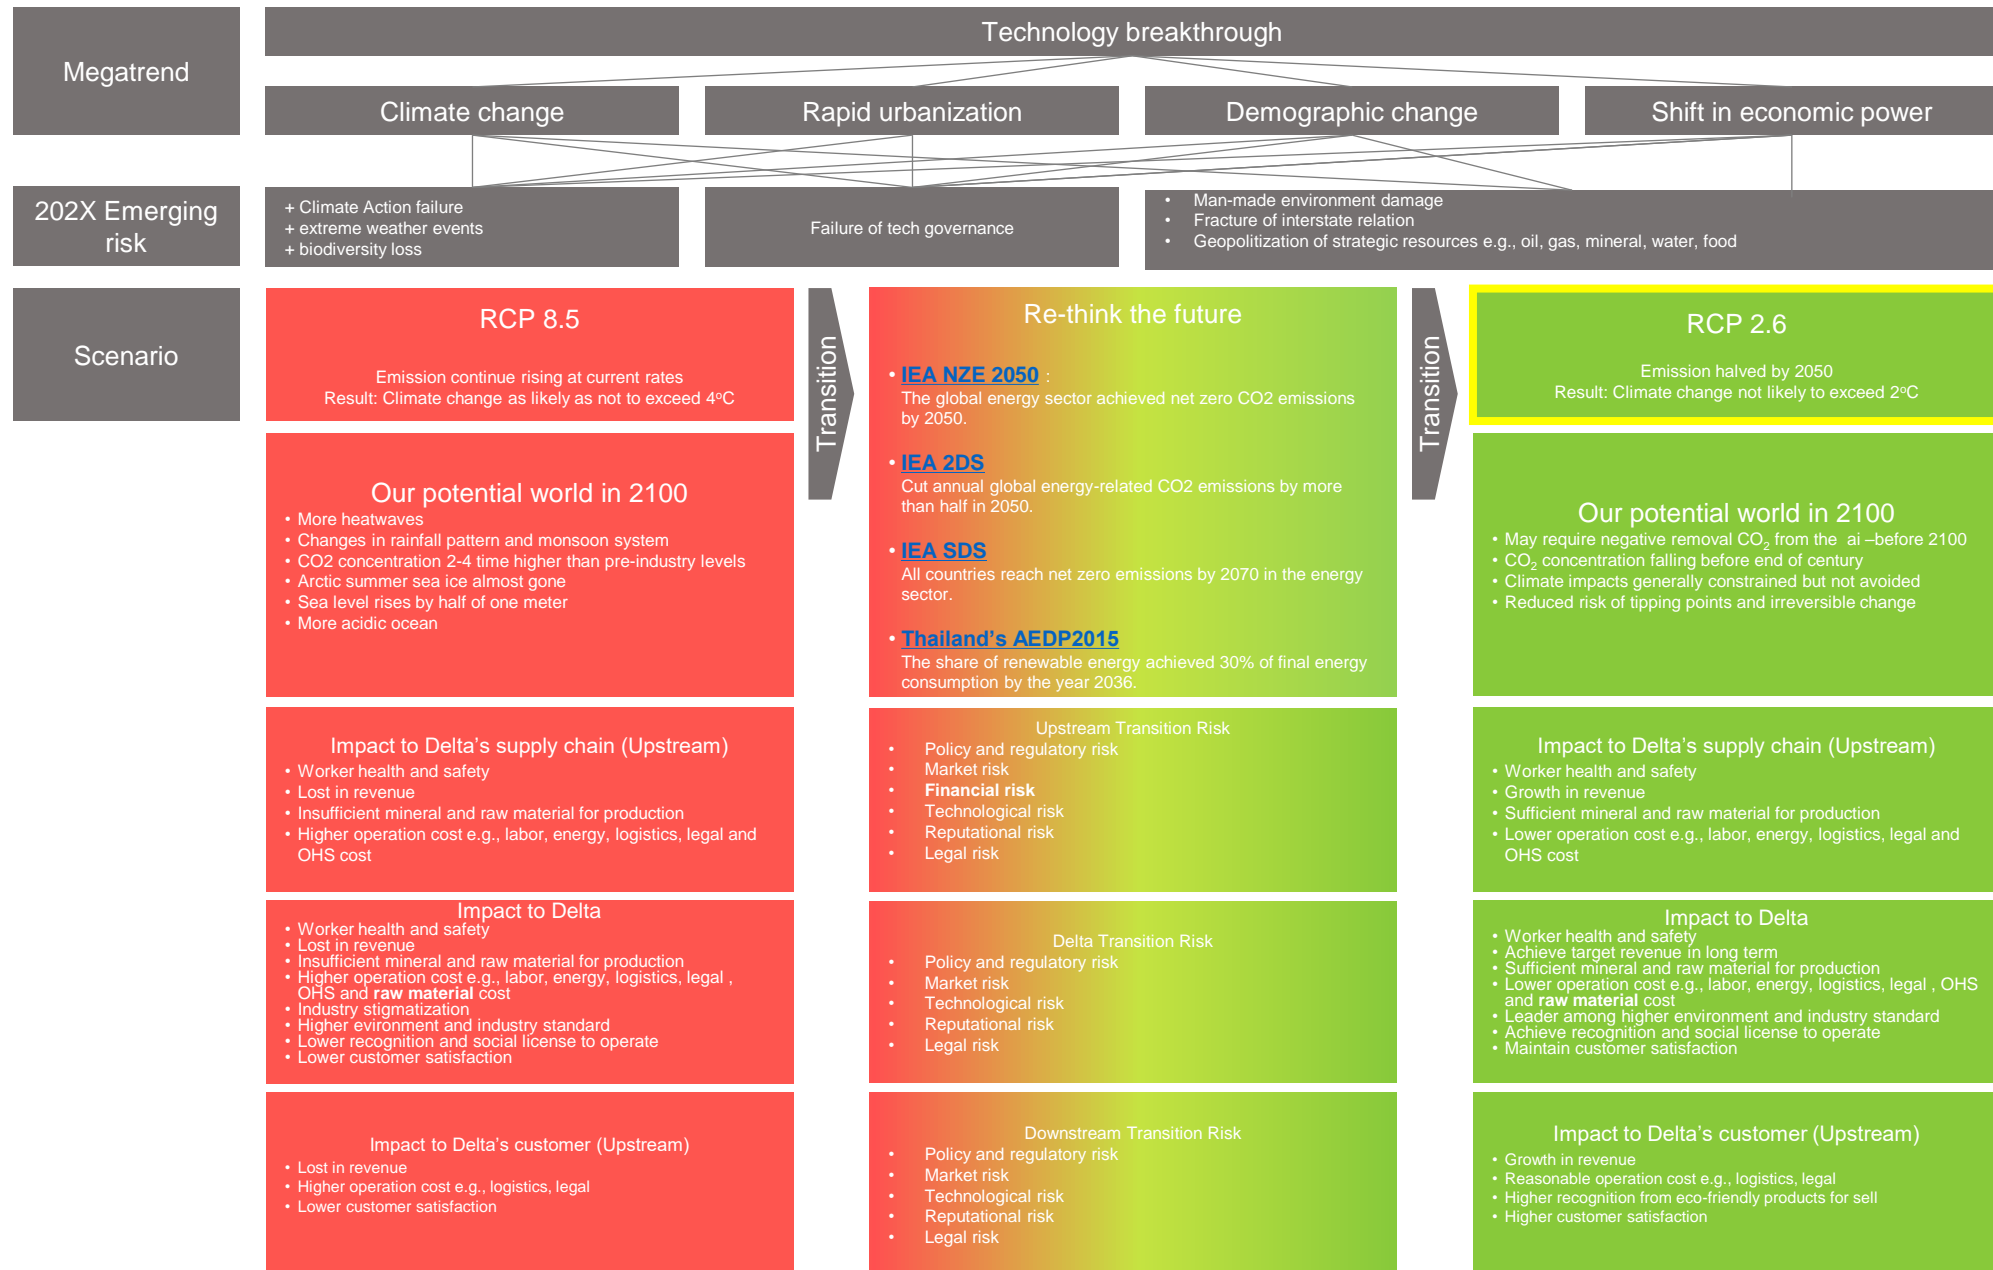 Megatrend
Technology breakthrough
Climate change
Rapid urbanization
Demographic change
Shift in economic power
202X Emerging
risk
+ Climate Action failure
+ extreme weather events
+ biodiversity loss
Failure of tech governance
• Man-made environment damage
• Fracture of interstate relation
• Geopolitization of strategic resources e.g., oil, gas, mineral, water, food
Scenario
RCP 8.5
Emission continue rising at current rates
Result: Climate change as likely as not to exceed 4°C
Transition
Re-think the future
• IEA NZE 2050 :
The global energy sector achieved net zero CO2 emissions
by 2050.
• IEA 2DS
Cut annual global energy-related CO2 emissions by more
than half in 2050.
• IEA SDS
All countries reach net zero emissions by 2070 in the energy
sector.
• Thailand's AEDP2015
The share of renewable energy achieved 30% of final energy
consumption by the year 2036.
Transition
RCP 2.6
Emission halved by 2050
Result: Climate change not likely to exceed 2°C
Our potential world in 2100
• More heatwaves
• Changes in rainfall pattern and monsoon system
• CO2 concentration 2-4 time higher than pre-industry levels
• Arctic summer sea ice almost gone
• Sea level rises by half of one meter
• More acidic ocean
Our potential world in 2100
• May require negative removal CO₂ from the ai –before 2100
• CO₂ concentration falling before end of century
• Climate impacts generally constrained but not avoided
• Reduced risk of tipping points and irreversible change
Impact to Delta's supply chain (Upstream)
• Worker health and safety
• Lost in revenue
• Insufficient mineral and raw material for production
• Higher operation cost e.g., labor, energy, logistics, legal and
OHS cost
Upstream Transition Risk
• Policy and regulatory risk
• Market risk
• Financial risk
• Technological risk
• Reputational risk
• Legal risk
Impact to Delta's supply chain (Upstream)
• Worker health and safety
• Growth in revenue
• Sufficient mineral and raw material for production
• Lower operation cost e.g., labor, energy, logistics, legal and
OHS cost
Impact to Delta
• Worker health and safety
• Lost in revenue
• Insufficient mineral and raw material for production
• Higher operation cost e.g., labor, energy, logistics, legal ,
OHS and raw material cost
• Industry stigmatization
• Higher evironment and industry standard
• Lower recognition and social license to operate
• Lower customer satisfaction
Delta Transition Risk
• Policy and regulatory risk
• Market risk
• Technological risk
• Reputational risk
• Legal risk
Impact to Delta
• Worker health and safety
• Achieve target revenue in long term
• Sufficient mineral and raw material for production
• Lower operation cost e.g., labor, energy, logistics, legal , OHS
and raw material cost
• Leader among higher environment and industry standard
• Achieve recognition and social license to operate
• Maintain customer satisfaction
Impact to Delta's customer (Upstream)
• Lost in revenue
• Higher operation cost e.g., logistics, legal
• Lower customer satisfaction
Downstream Transition Risk
• Policy and regulatory risk
• Market risk
• Technological risk
• Reputational risk
• Legal risk
Impact to Delta's customer (Upstream)
• Growth in revenue
• Reasonable operation cost e.g., logistics, legal
• Higher recognition from eco-friendly products for sell
• Higher customer satisfaction